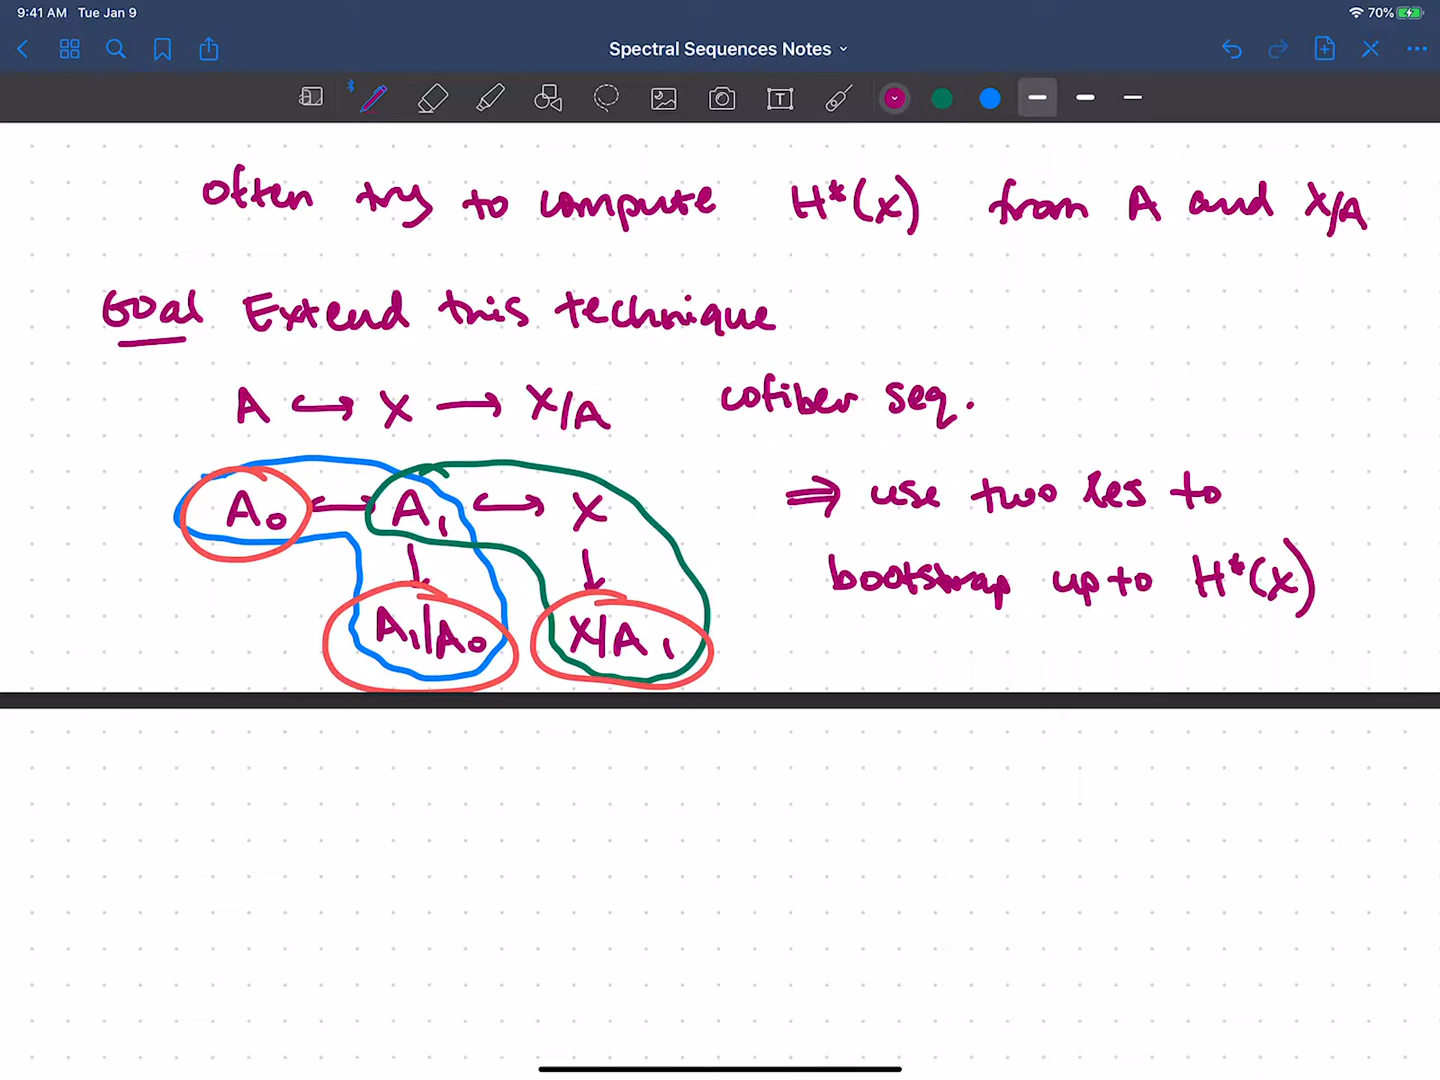 9:41 AM Tue Jan 9
70%
Spectral Sequences Notes
T
often try to compute H*(X) from A and X/A
Goal Extend this technique
A ↪ X → X/A cofiber seq.
A₀ ↪ A₁ ↪ X ⇒ use two les to
↓ ↓
A₁/A₀ X/A₁ bootstrap up to H*(X)